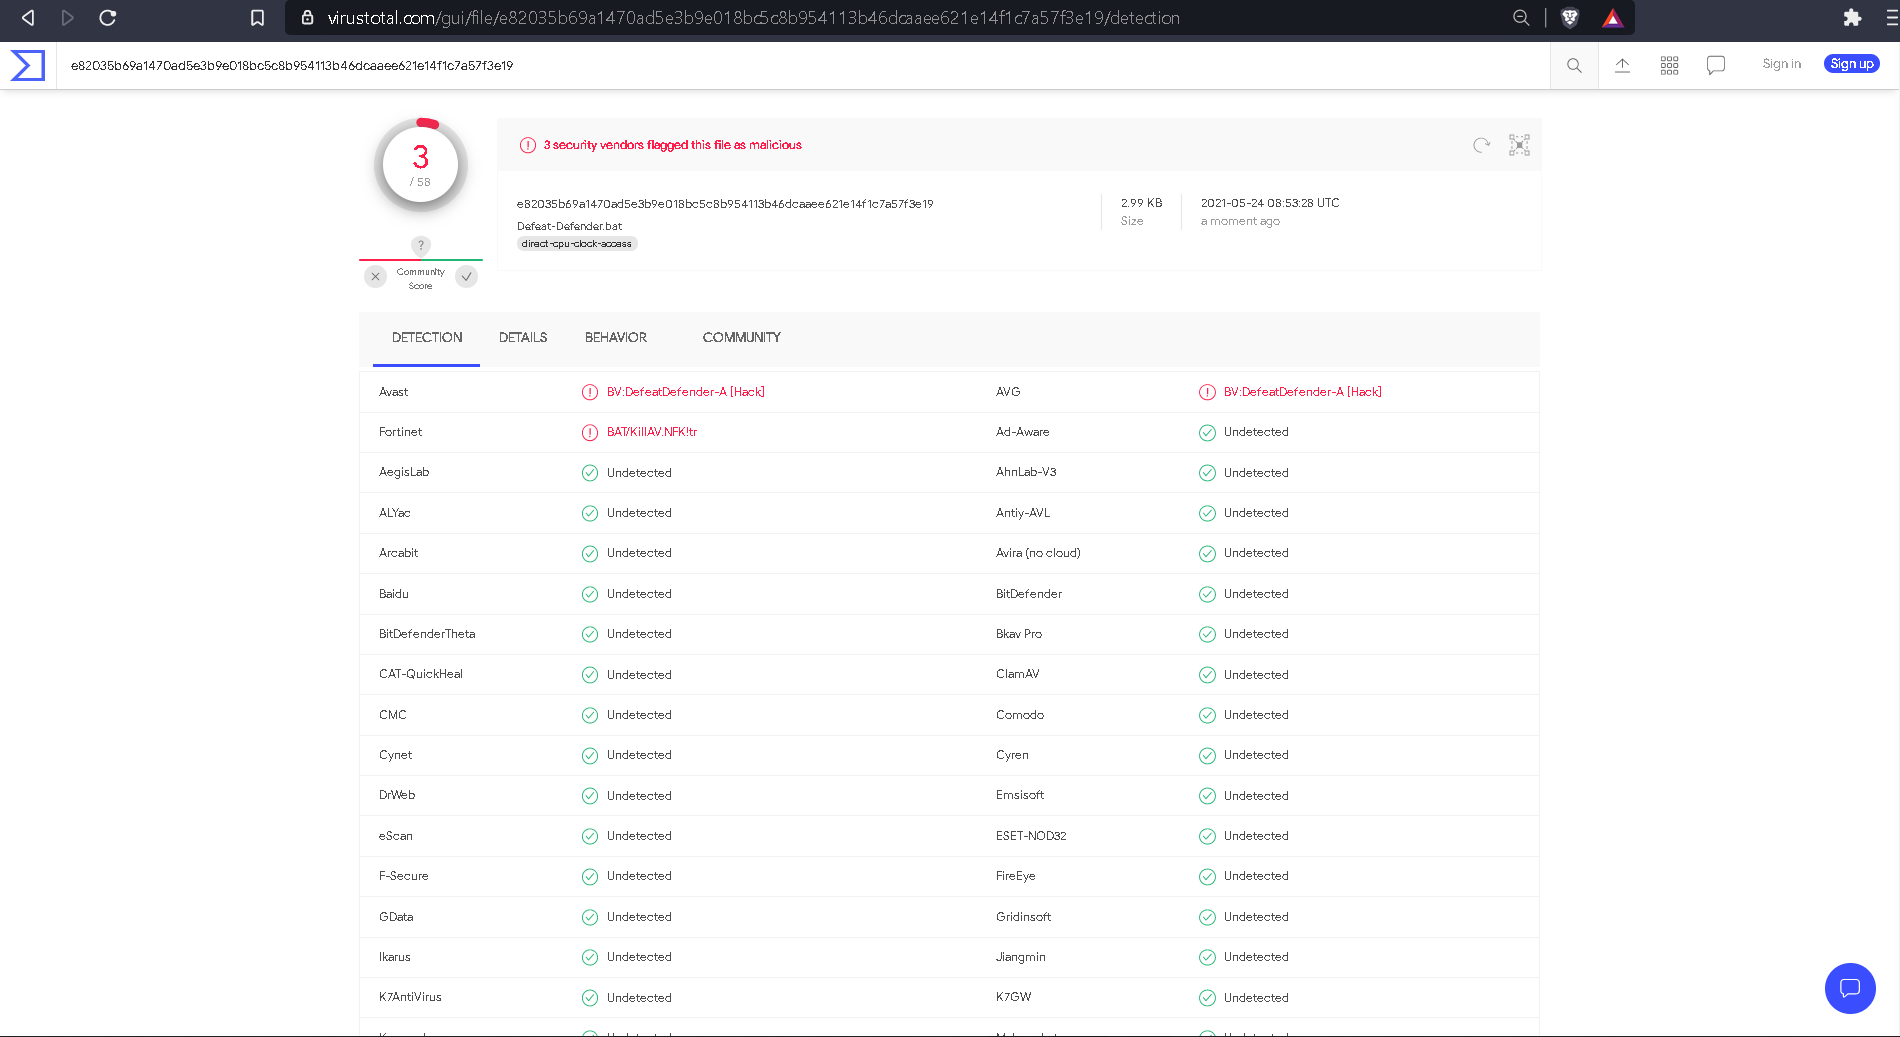 virustotal.com/gui/file/e82035b69a1470ad5e3b9e018bc5c8b954113b46dcaaee621e14f1c7a57f3e19/detection
e82035b69a1470ad5e3b9e018bc5c8b954113b46dcaaee621e14f1c7a57f3e19
Sign in
Sign up
3
/ 58
3 security vendors flagged this file as malicious
e82035b69a1470ad5e3b9e018bc5c8b954113b46dcaaee621e14f1c7a57f3e19
Defeat-Defender.bat
direct-cpu-clock-access
2.99 KB
Size
2021-05-24 08:53:28 UTC
a moment ago
?
Community
Score
DETECTION DETAILS BEHAVIOR COMMUNITY
Avast BV:DefeatDefender-A [Hack] AVG BV:DefeatDefender-A [Hack]
Fortinet BAT/KillAV.NFK!tr Ad-Aware Undetected
AegisLab Undetected AhnLab-V3 Undetected
ALYac Undetected Antiy-AVL Undetected
Arcabit Undetected Avira (no cloud) Undetected
Baidu Undetected BitDefender Undetected
BitDefenderTheta Undetected Bkav Pro Undetected
CAT-QuickHeal Undetected ClamAV Undetected
CMC Undetected Comodo Undetected
Cynet Undetected Cyren Undetected
DrWeb Undetected Emsisoft Undetected
eScan Undetected ESET-NOD32 Undetected
F-Secure Undetected FireEye Undetected
GData Undetected Gridinsoft Undetected
Ikarus Undetected Jiangmin Undetected
K7AntiVirus Undetected K7GW Undetected